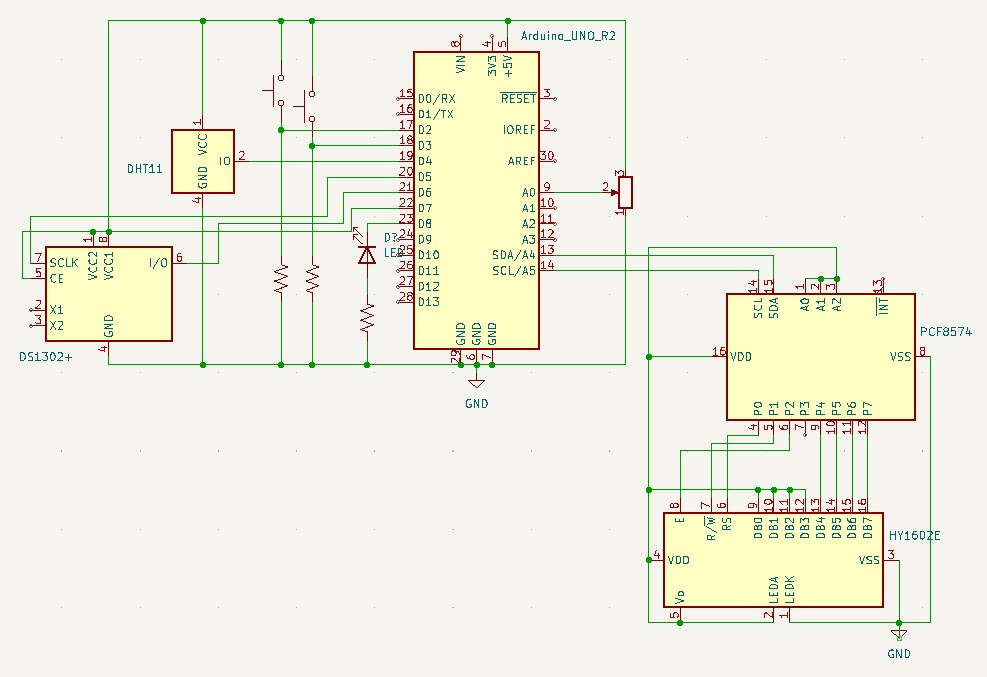 Arduino_UNO_R2
8 4 5
VIN 3V3 +5V
15 D0/RX RESET 3
16 D1/TX
17 D2 IOREF 2
18 D3
19 D4 AREF 30
20 D5
21 D6 A0 9
22 D7 A1 10
23 D8 A2 11
24 D9 A3 12
25 D10 SDA/A4 13
26 D11 SCL/A5 14
27 D12
28 D13
GND GND GND
29 6 7
GND
3
2
1
DHT11
1
VCC
IO 2
GND
4
D?
1 8
7 SCLK VCC2 VCC1 I/O 6
5 CE
2 X1
3 X2
GND
DS1302+ 4
14 15 1 2 3 13
SCL SDA A0 A1 A2 INT
PCF8574
16 VDD VSS 8
P0 P1 P2 P3 P4 P5 P6 P7
4 5 6 7 9 10 11 12
8 7 6 9 10 11 12 13 14 15 16
E R/W RS DB0 DB1 DB2 DB3 DB4 DB5 DB6 DB7
HY1602E
4 VDD VSS 3
Vo LEDA LEDK
5 2 1
GND